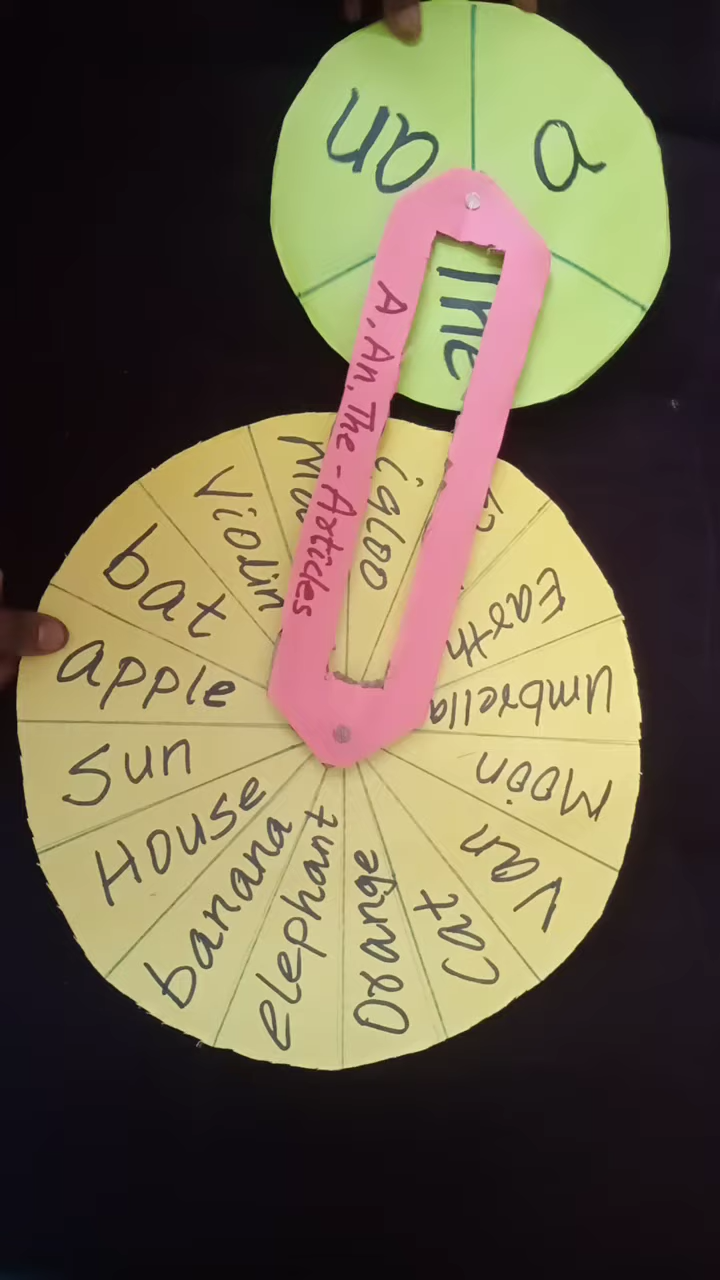 an
a
The
A, An, The - Articles
igloo
Earth
Umbrella
Moon
Van
Cat
Orange
elephant
banana
House
Sun
apple
bat
Violin